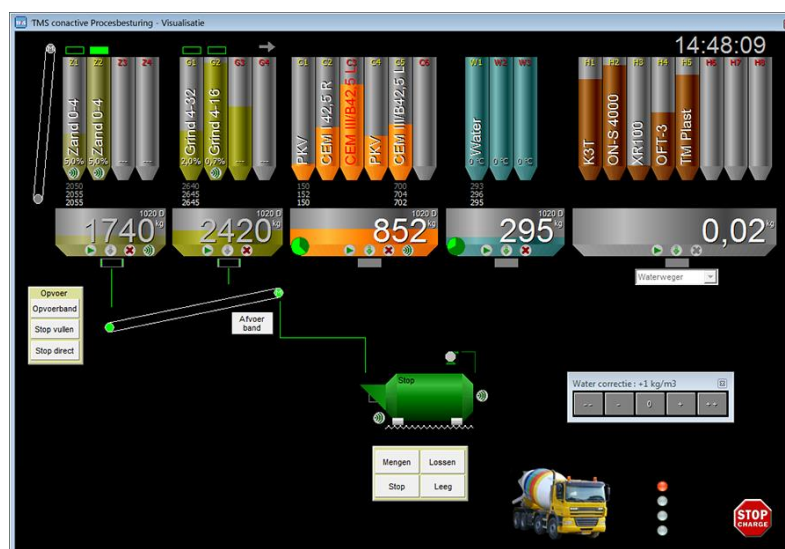 TMS conactive Procesbesturing - Visualisatie
14:48:09
Z1 Z2 Z3 Z4 G1 G2 G3 G4 C1 C2 C3 C4 C5 C6 W1 W2 W3 H1 H2 H3 H4 H5 H6 H7 H8
Zand 0-4
Zand 0-4
Grind 4-32
Grind 4-16
PKV
CEM 42,5 R
CEM III/B42,5 L
PKV
CEM III/B42,5 L
Water
K3T
ON-S 4000
XR100
OFT-3
TM Plast
5,0% 5,0% --- --- 2,0% 0,7% --- --- 0 °C 0 °C 0 °C
2050 2640 150 700 293
2055 2645 152 704 296
2055 2645 150 702 295
1020 D 1020 D 1020 D 1020 D
1740 kg 2420 kg 852 kg 295 kg 0,02 kg
Waterweger
Opvoer
Opvoerband
Stop vullen
Stop direct
Afvoer
band
Stop
Water correctie : +1 kg/m3
-- - 0 + ++
Mengen Lossen
Stop Leeg
STOP
CHARGE